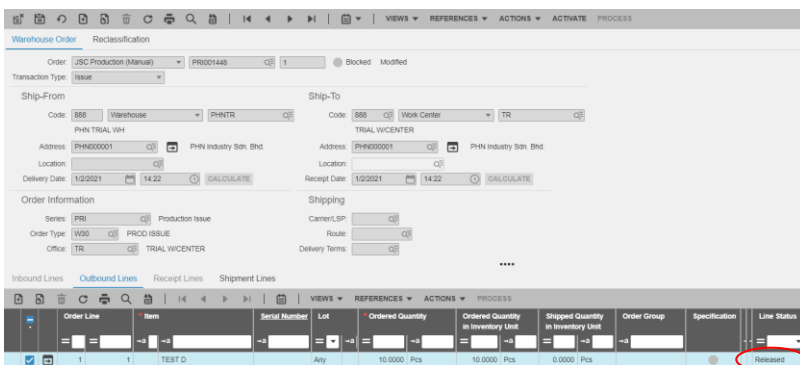 VIEWS REFERENCES ACTIONS ACTIVATE PROCESS
Warehouse Order Reclassification
Order: JSC Production (Manual) PRI001448 1 Blocked Modified
Transaction Type: Issue
Ship-From Ship-To
Code: 888 Warehouse PHNTR Code: 888 Work Center TR
PHN TRIAL WH TRIAL W/CENTER
Address: PHN000001 PHN Industry Sdn. Bhd. Address: PHN000001 PHN Industry Sdn. Bhd.
Location: Location:
Delivery Date: 1/2/2021 14:22 CALCULATE Receipt Date: 1/2/2021 14:22 CALCULATE
Order Information Shipping
Series: PRI Production Issue Carrier/LSP:
Order Type: W30 PROD ISSUE Route:
Office: TR TRIAL W/CENTER Delivery Terms:
Inbound Lines Outbound Lines Receipt Lines Shipment Lines
VIEWS REFERENCES ACTIONS PROCESS
Order Line * Item Serial Number Lot * Ordered Quantity Ordered Quantity Shipped Quantity Order Group Specification Line Status
in Inventory Unit in Inventory Unit
1 1 TEST D Any 10.0000 Pcs 10.0000 Pcs 0.0000 Pcs Released